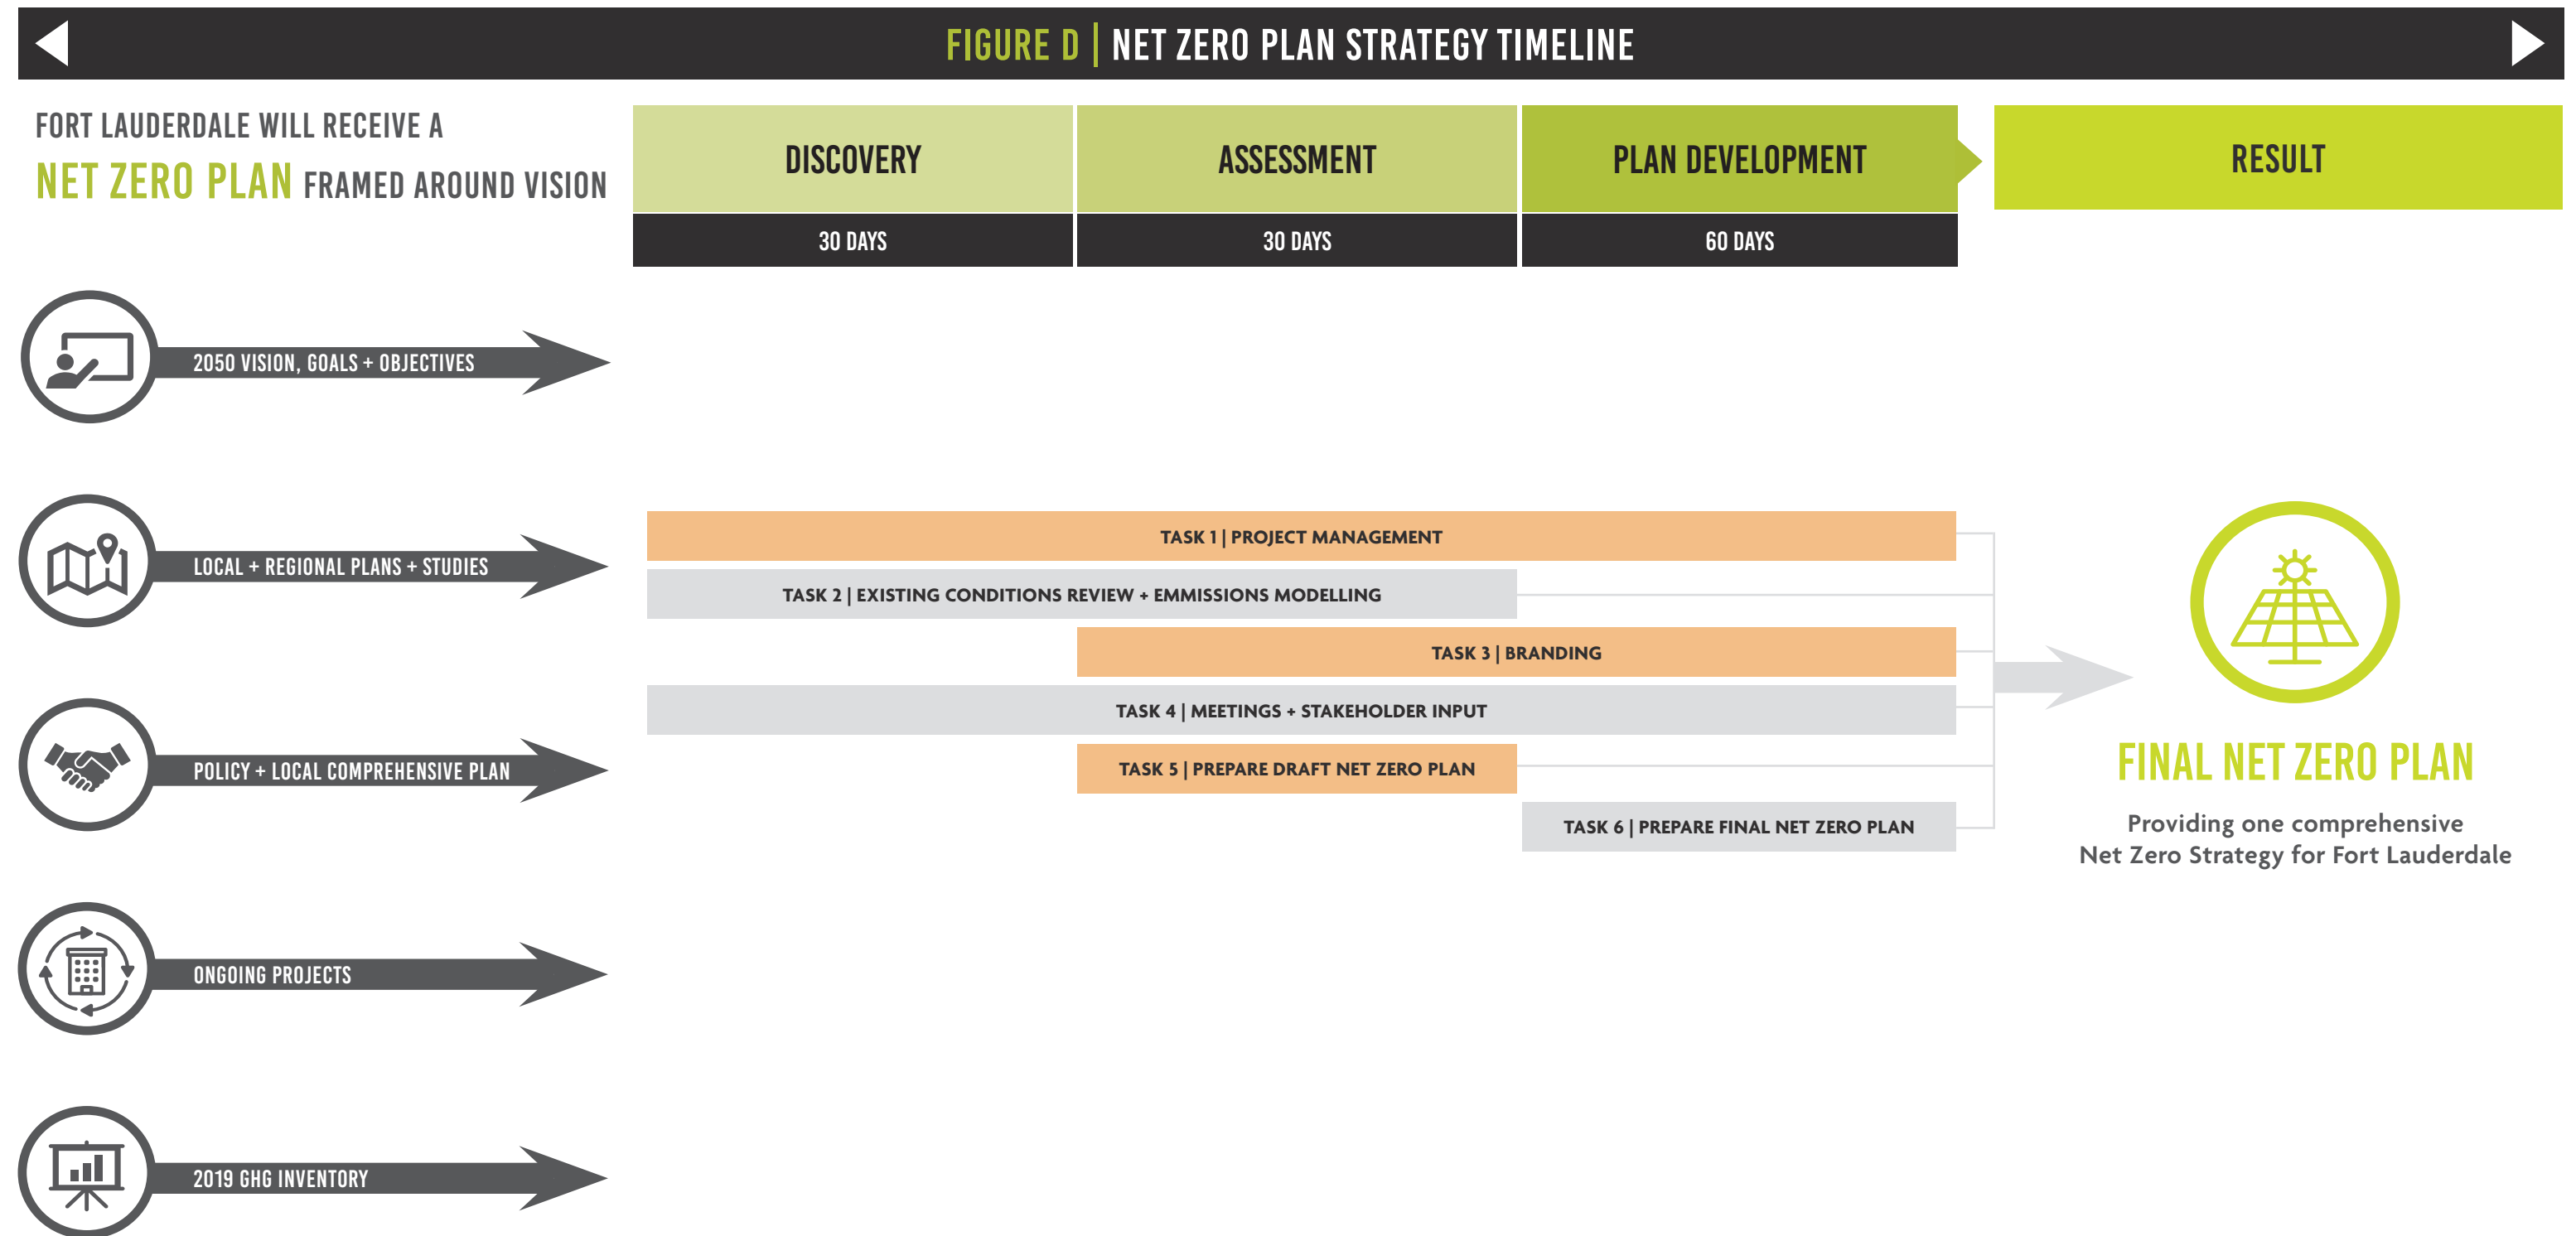 FIGURE D | NET ZERO PLAN STRATEGY TIMELINE
FORT LAUDERDALE WILL RECEIVE A
NET ZERO PLAN FRAMED AROUND VISION
DISCOVERY
ASSESSMENT
PLAN DEVELOPMENT
RESULT
30 DAYS
30 DAYS
60 DAYS
2050 VISION, GOALS + OBJECTIVES
LOCAL + REGIONAL PLANS + STUDIES
POLICY + LOCAL COMPREHENSIVE PLAN
ONGOING PROJECTS
2019 GHG INVENTORY
TASK 1 | PROJECT MANAGEMENT
TASK 2 | EXISTING CONDITIONS REVIEW + EMMISSIONS MODELLING
TASK 3 | BRANDING
TASK 4 | MEETINGS + STAKEHOLDER INPUT
TASK 5 | PREPARE DRAFT NET ZERO PLAN
TASK 6 | PREPARE FINAL NET ZERO PLAN
FINAL NET ZERO PLAN
Providing one comprehensive
Net Zero Strategy for Fort Lauderdale